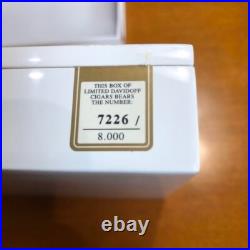 THIS BOX OF
LIMITED DAVIDOFF
CIGARS BEARS
THE NUMBER:
7226 /
8.000